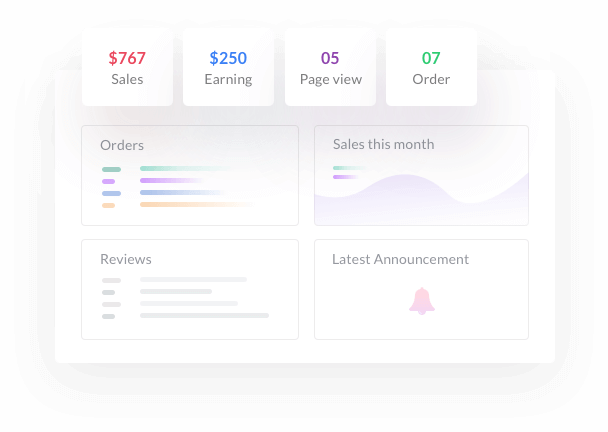 $767 $250 05 07
Sales Earning Page view Order
Orders
Sales this month
Reviews
Latest Announcement